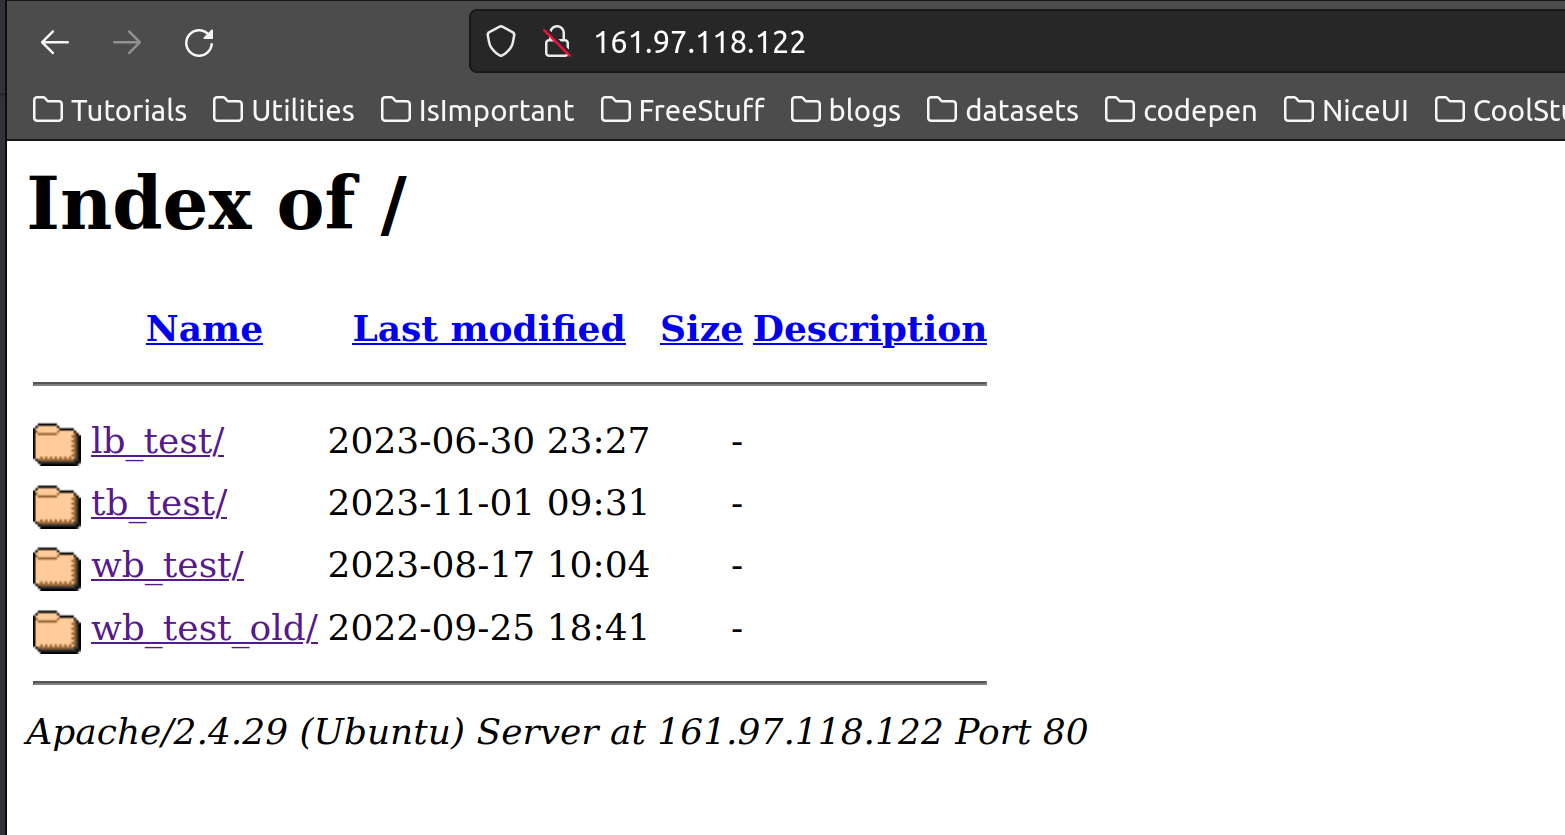 161.97.118.122
Tutorials Utilities IsImportant FreeStuff blogs datasets codepen NiceUI
Index of /
Name Last modified Size Description
lb_test/ 2023-06-30 23:27 -
tb_test/ 2023-11-01 09:31 -
wb_test/ 2023-08-17 10:04 -
wb_test_old/ 2022-09-25 18:41 -
Apache/2.4.29 (Ubuntu) Server at 161.97.118.122 Port 80